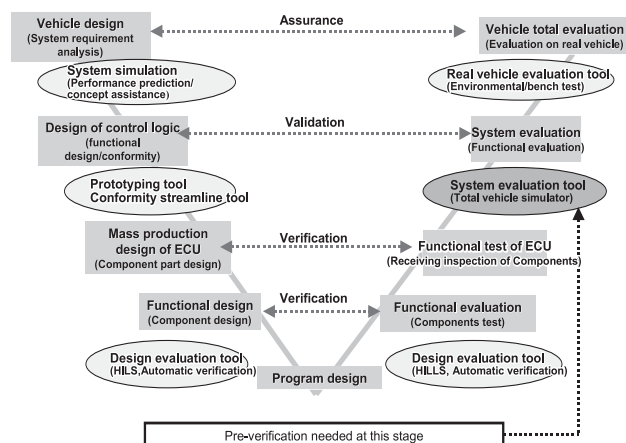 Vehicle design
(System requirement
analysis)
Assurance
Vehicle total evaluation
(Evaluation on real vehicle)
System simulation
(Performance prediction/
concept assistance)
Real vehicle evaluation tool
(Environmental/bench test)
Design of control logic
(functional
design/conformity)
Validation
System evaluation
(Functional evaluation)
Prototyping tool
Conformity streamline tool
System evaluation tool
(Total vehicle simulator)
Mass production
design of ECU
(Component part design)
Verification
Functional test of ECU
(Receiving inspection of Components)
Functional design
(Component design)
Verification
Functional evaluation
(Components test)
Design evaluation tool
(HILS,Automatic verification)
Program design
Design evaluation tool
(HILLS, Automatic verification)
Pre-verification needed at this stage